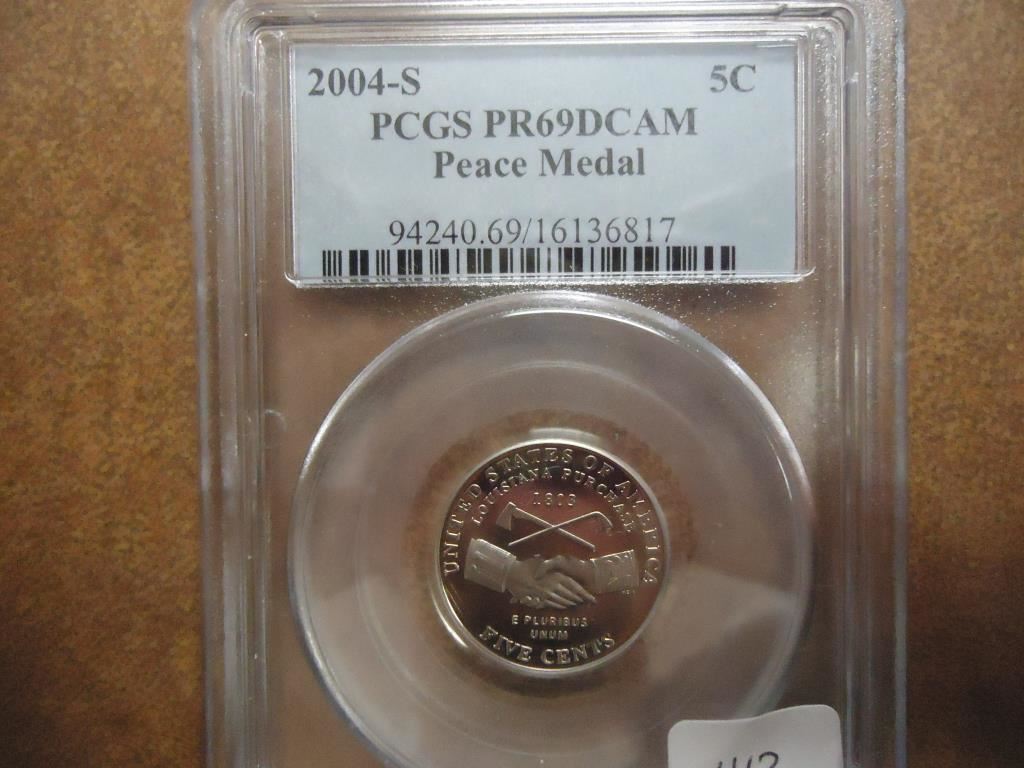 2004-S 5C
PCGS PR69DCAM
Peace Medal
94240.69/16136817
UNITED STATES OF AMERICA
LOUISIANA PURCHASE
1803
E PLURIBUS
UNUM
FIVE CENTS